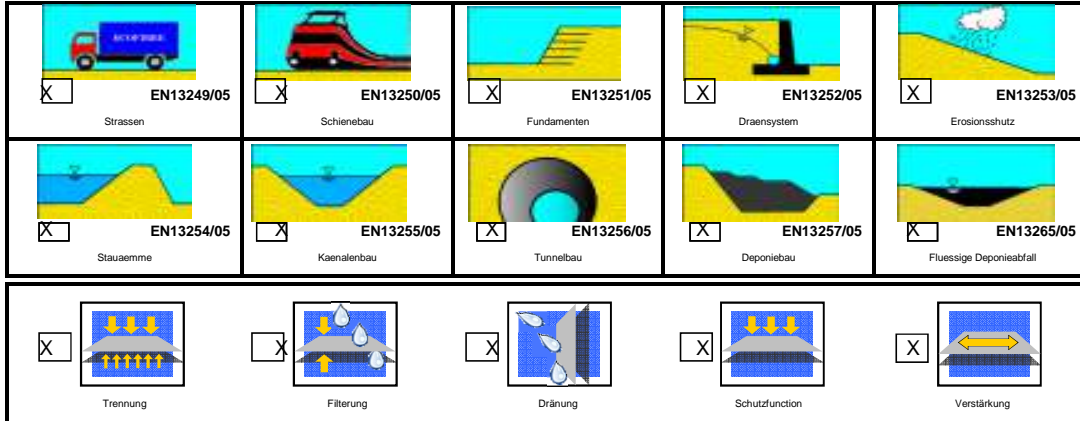 ECOFIBRE
X EN13249/05 X EN13250/05 X EN13251/05 X EN13252/05 X EN13253/05
Strassen Schienebau Fundamenten Draensystem Erosionsshutz
X EN13254/05 X EN13255/05 X EN13256/05 X EN13257/05 X EN13265/05
Stauaemme Kaenalenbau Tunnelbau Deponiebau Fluessige Deponieabfall
X X X X X
Trennung Filterung Dränung Schutzfunction Verstärkung